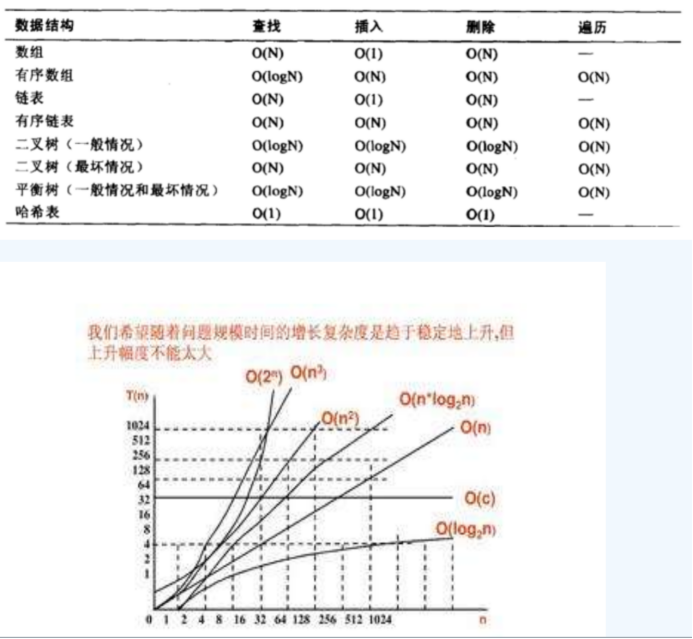 数据结构 查找 插入 删除 遍历
数组 O(N) O(1) O(N) —
有序数组 O(logN) O(N) O(N) O(N)
链表 O(N) O(1) O(N) —
有序链表 O(N) O(N) O(N) O(N)
二叉树（一般情况） O(logN) O(logN) O(logN) O(N)
二叉树（最坏情况） O(N) O(N) O(N) O(N)
平衡树（一般情况和最坏情况） O(logN) O(logN) O(logN) O(N)
哈希表 O(1) O(1) O(1) —
我们希望随着问题规模时间的增长复杂度是趋于稳定地上升,但
上升幅度不能太大
O(2ⁿ) O(n³)
T(n)
O(n*log₂n)
O(n²)
O(n)
1024
512
256
128
64
32
O(c)
16
8
O(log₂n)
4
2
1
0 1 2 4 8 16 32 64 128 256 512 1024 n